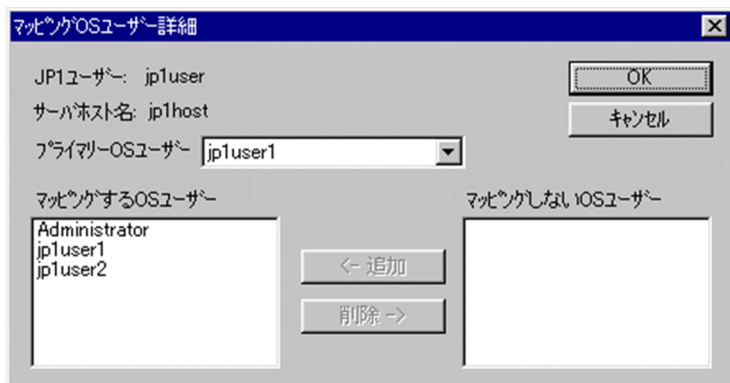 マッピングOSユーザー詳細
JP1ユーザー: jp1user
OK
サーバホスト名: jp1host
キャンセル
プライマリーOSユーザー jp1user1
マッピングするOSユーザー
マッピングしないOSユーザー
Administrator
jp1user1
jp1user2
<- 追加
削除 ->